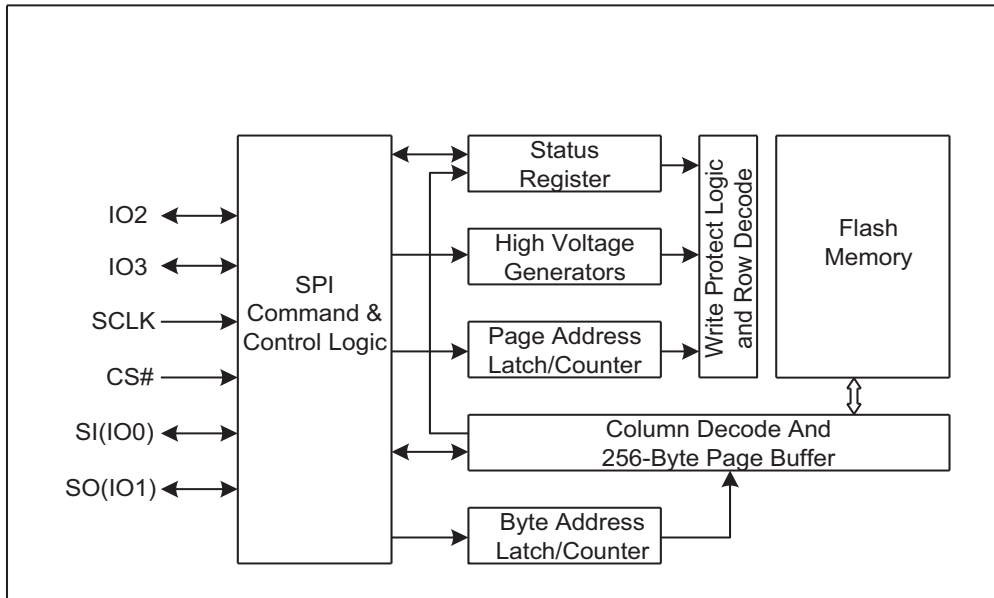 IO2
IO3
SCLK
CS#
SI(IO0)
SO(IO1)
SPI
Command &
Control Logic
Status
Register
High Voltage
Generators
Page Address
Latch/Counter
Write Protect Logic
and Row Decode
Flash
Memory
Column Decode And
256-Byte Page Buffer
Byte Address
Latch/Counter